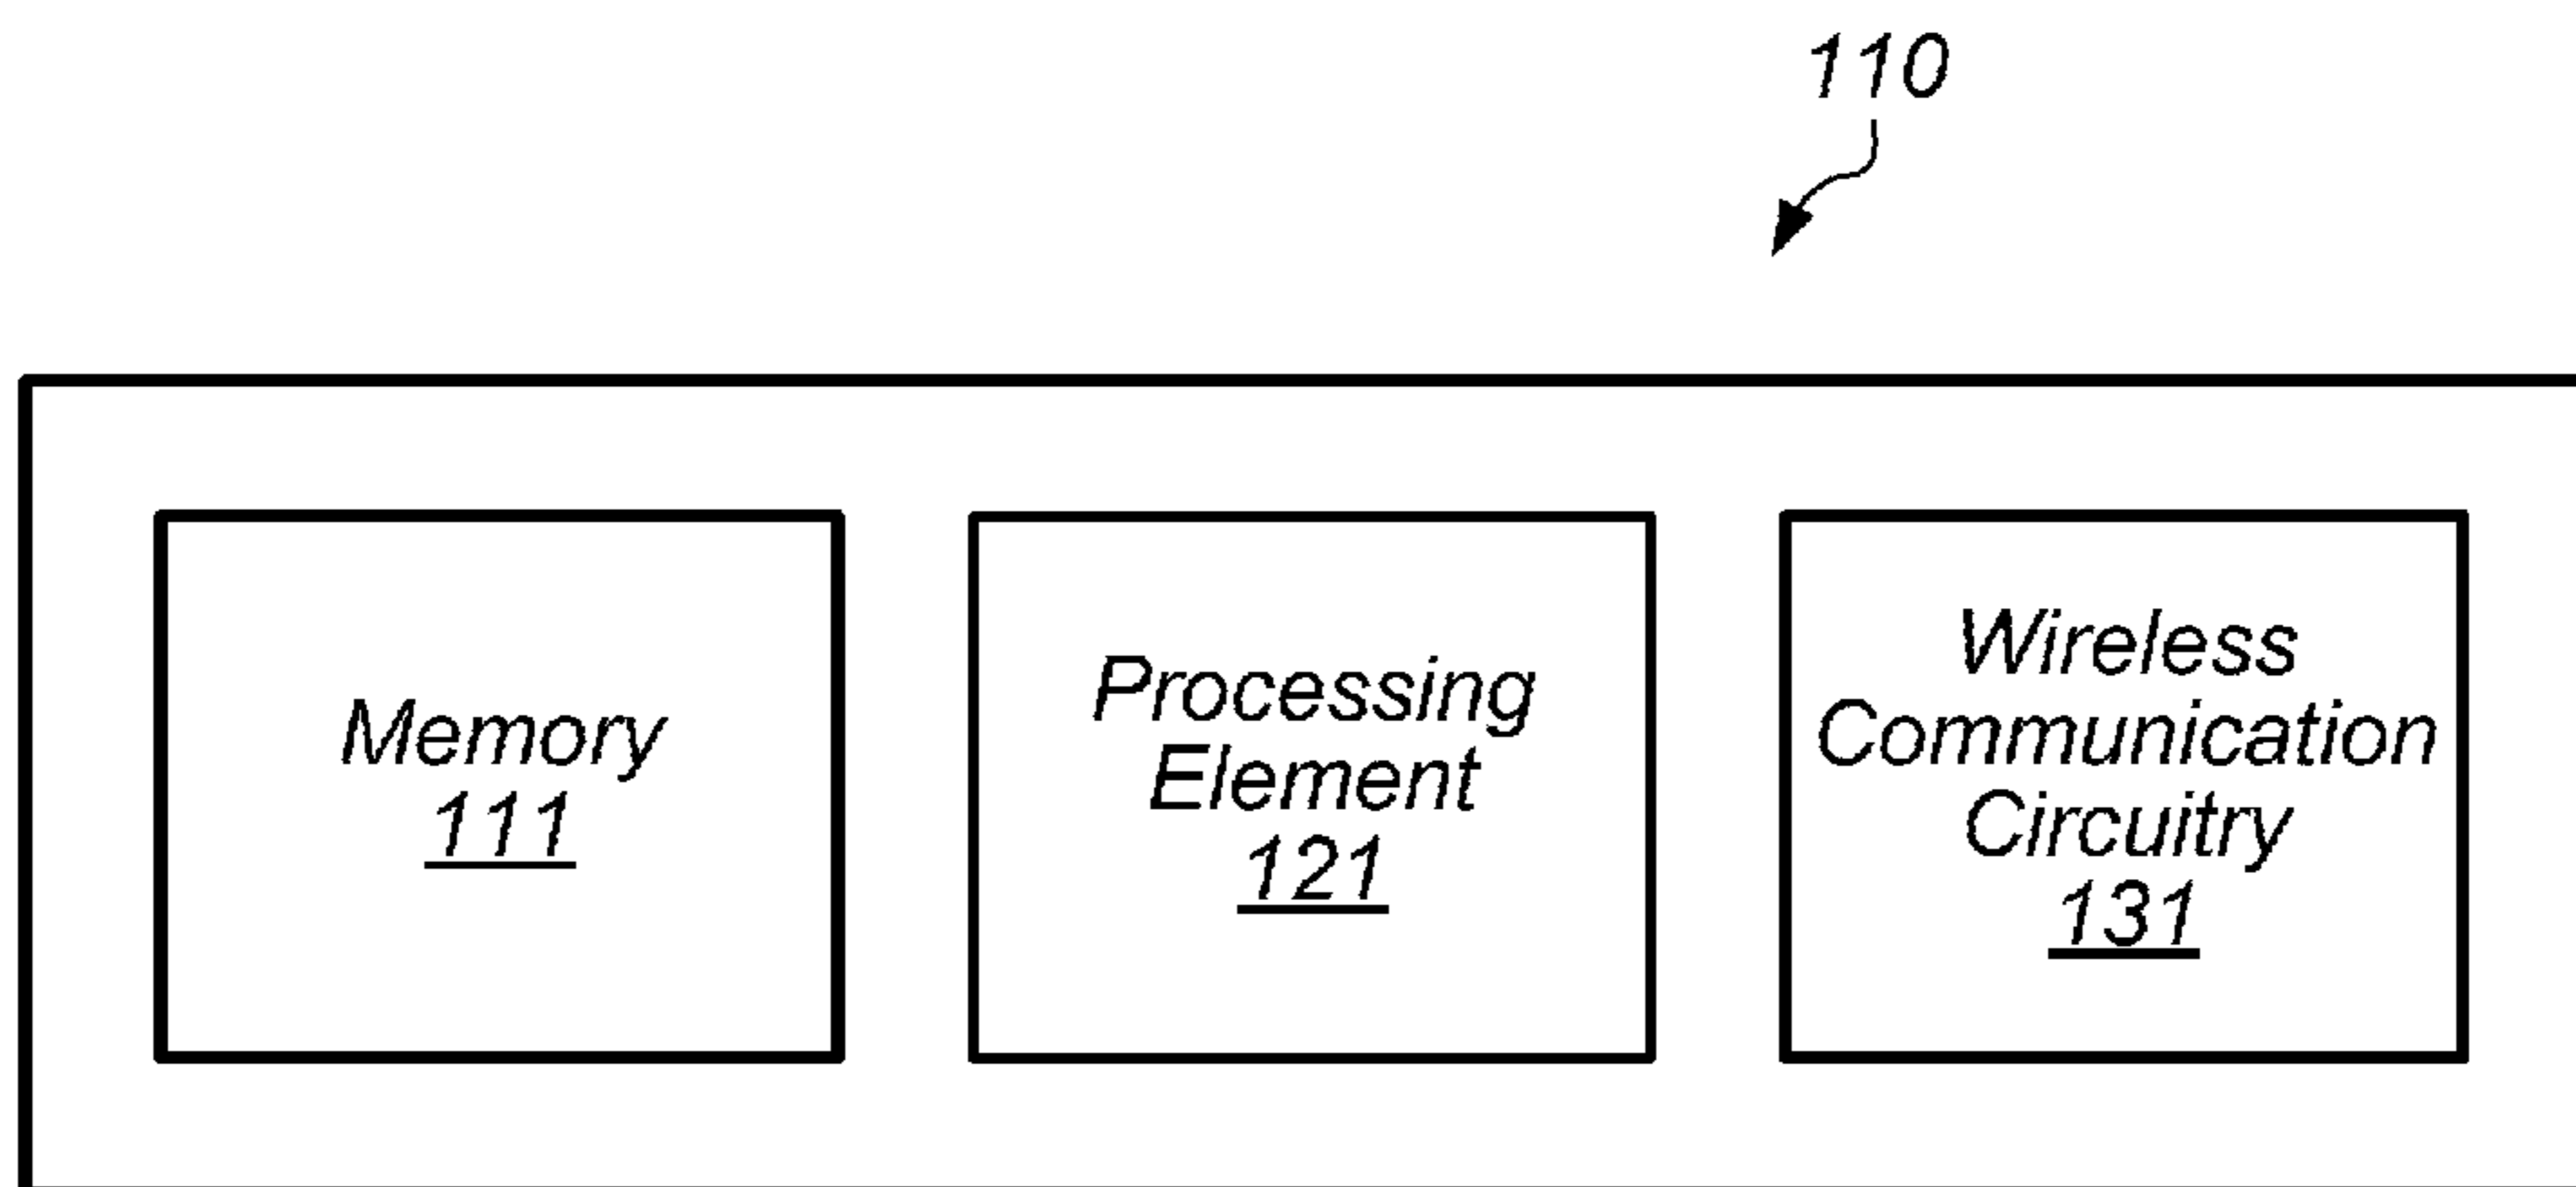 110
Memory
111
Processing
Element
121
Wireless
Communication
Circuitry
131